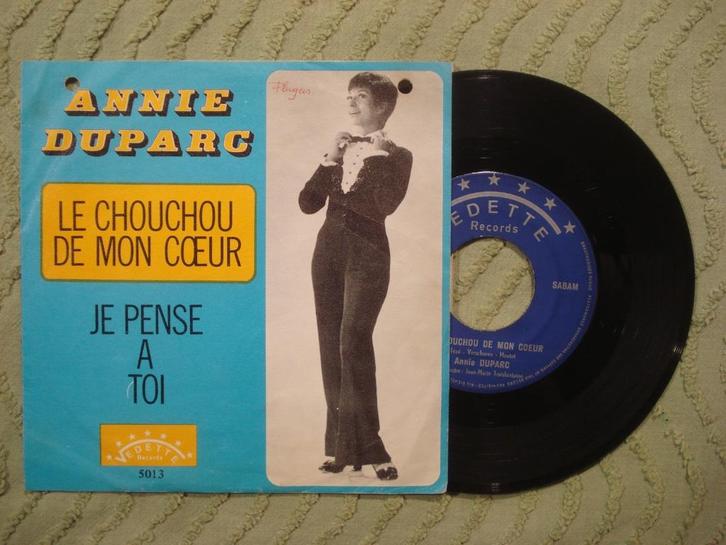 ANNIE
DUPARC
LE CHOUCHOU
DE MON CŒUR
JE PENSE
A
TOI
VEDETTE
Records
5013
VEDETTE
Records
SABAM
OUCHOU DE MON COEUR
Annie DUPARC